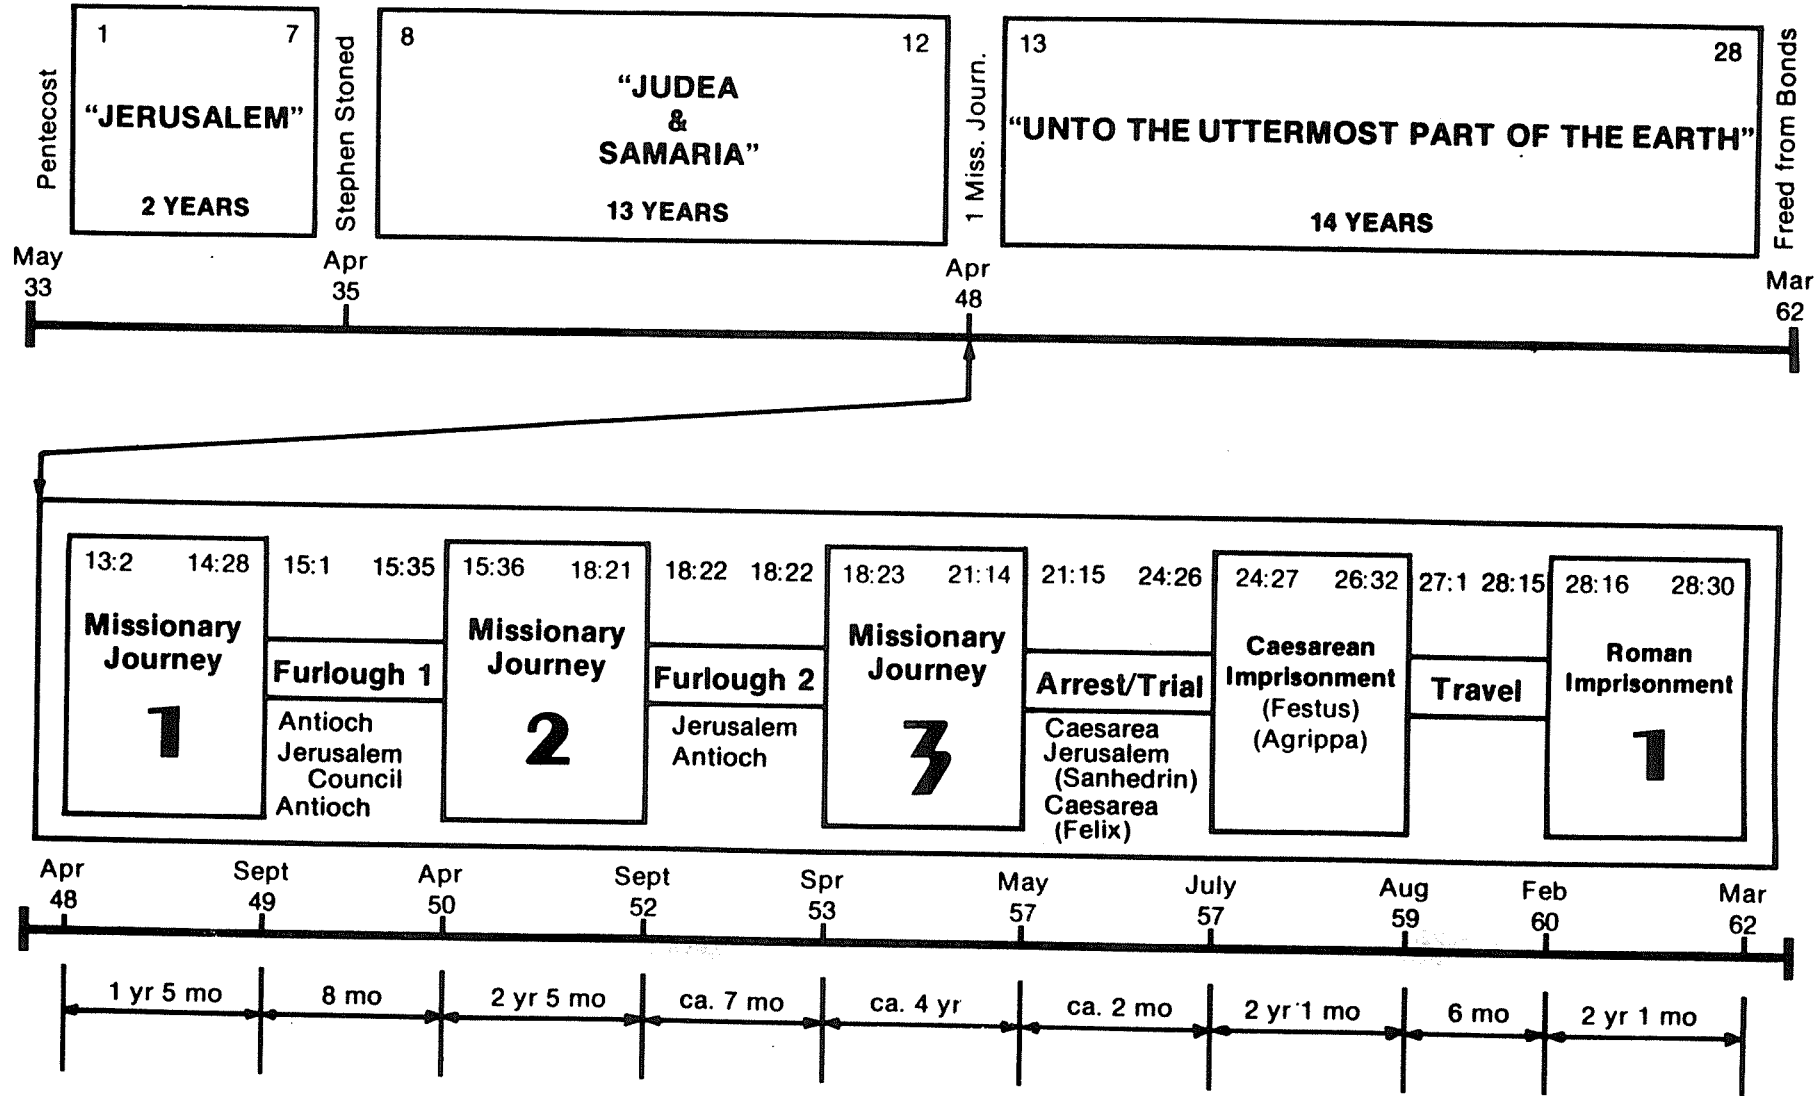 Pentecost
1 7
“JERUSALEM”
2 YEARS
Stephen Stoned
8 12
“JUDEA
&
SAMARIA”
13 YEARS
1 Miss. Journ.
13 28
“UNTO THE UTTERMOST PART OF THE EARTH”
14 YEARS
Freed from Bonds
May
33
Apr
35
Apr
48
Mar
62
13:2 14:28
Missionary
Journey
1
15:1 15:35
Furlough 1
Antioch
Jerusalem
Council
Antioch
15:36 18:21
Missionary
Journey
2
18:22 18:22
Furlough 2
Jerusalem
Antioch
18:23 21:14
Missionary
Journey
3
21:15 24:26
Arrest/Trial
Caesarea
Jerusalem
(Sanhedrin)
Caesarea
(Felix)
24:27 26:32
Caesarean
Imprisonment
(Festus)
(Agrippa)
27:1 28:15
Travel
28:16 28:30
Roman
Imprisonment
1
Apr
48
Sept
49
Apr
50
Sept
52
Spr
53
May
57
July
57
Aug
59
Feb
60
Mar
62
1 yr 5 mo
8 mo
2 yr 5 mo
ca. 7 mo
ca. 4 yr
ca. 2 mo
2 yr 1 mo
6 mo
2 yr 1 mo